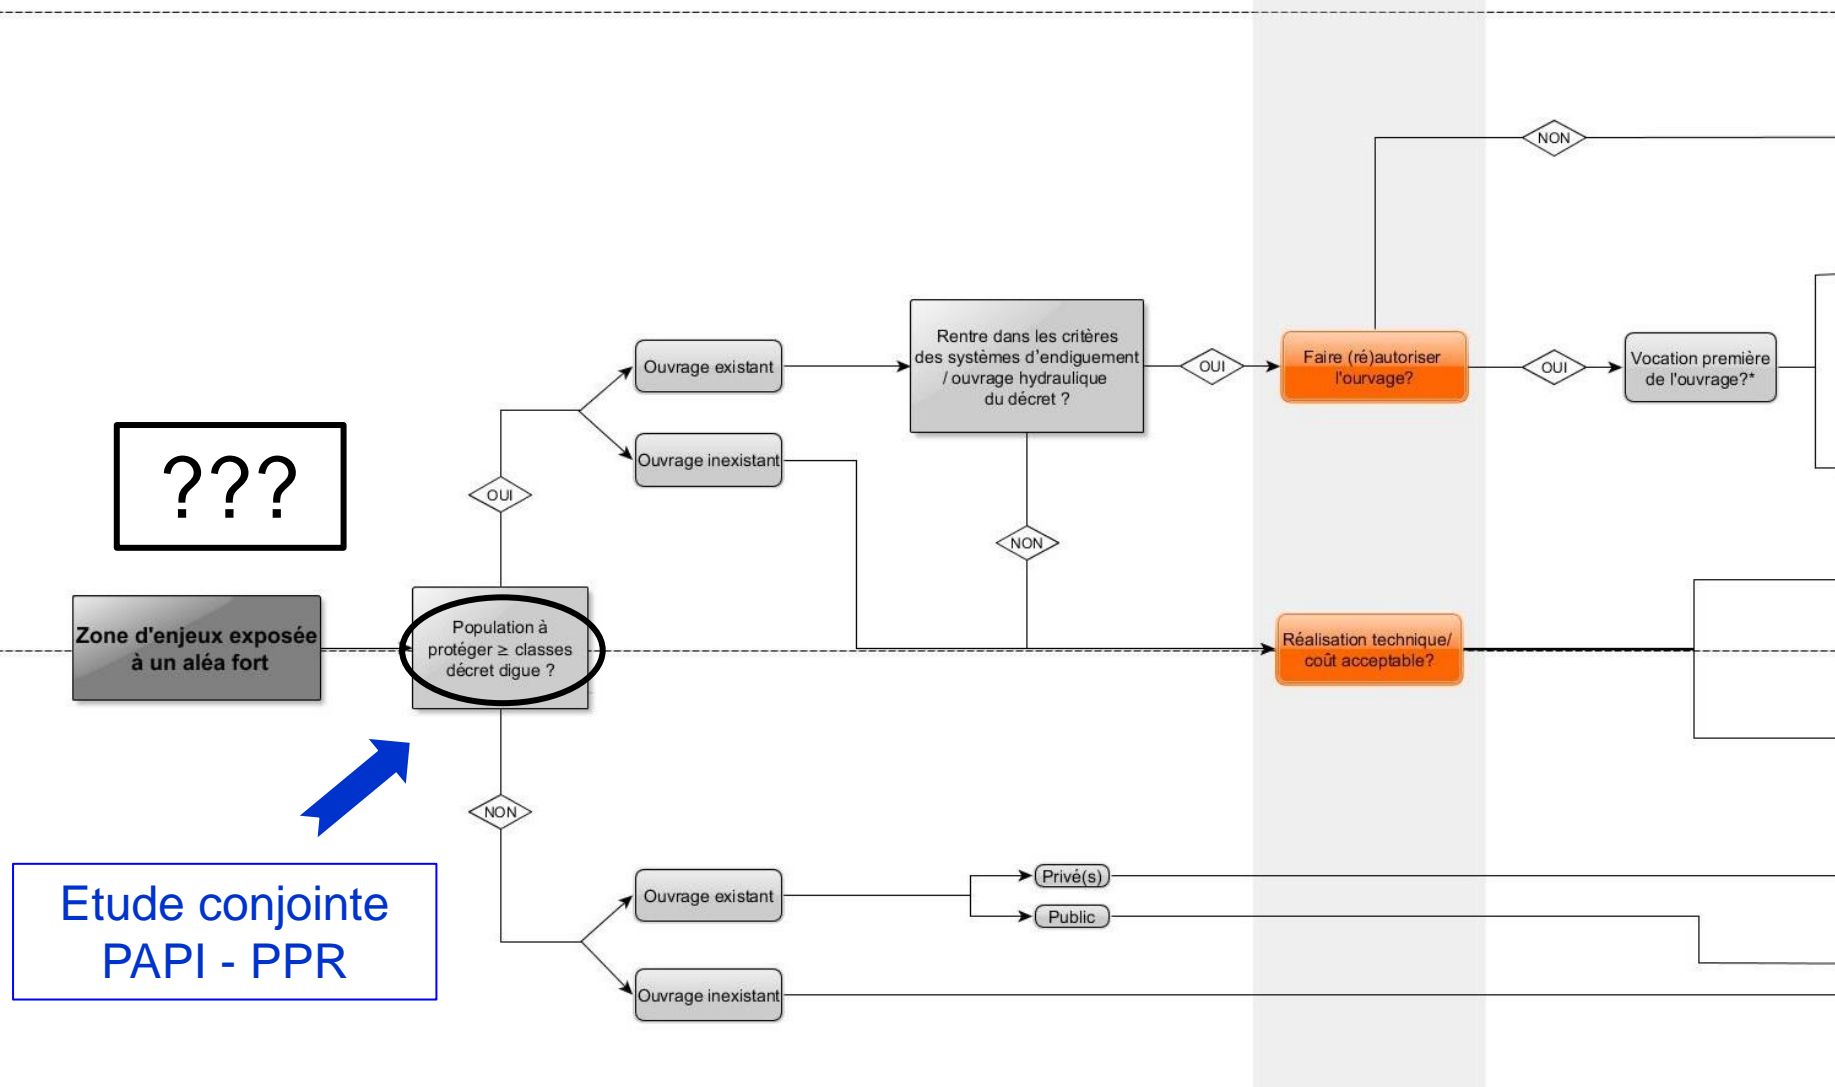 NON
Rentre dans les critères
des systèmes d'endiguement
/ ouvrage hydraulique
du décret ?
Ouvrage existant
OUI
Faire (ré)autoriser
l'ourvage?
OUI
Vocation première
de l'ouvrage?*
???
Ouvrage inexistant
OUI
NON
Zone d'enjeux exposée
à un aléa fort
Population à
protéger ≥ classes
décret digue ?
Réalisation technique/
coût acceptable?
NON
Etude conjointe
PAPI - PPR
Ouvrage existant
Privé(s)
Public
Ouvrage inexistant